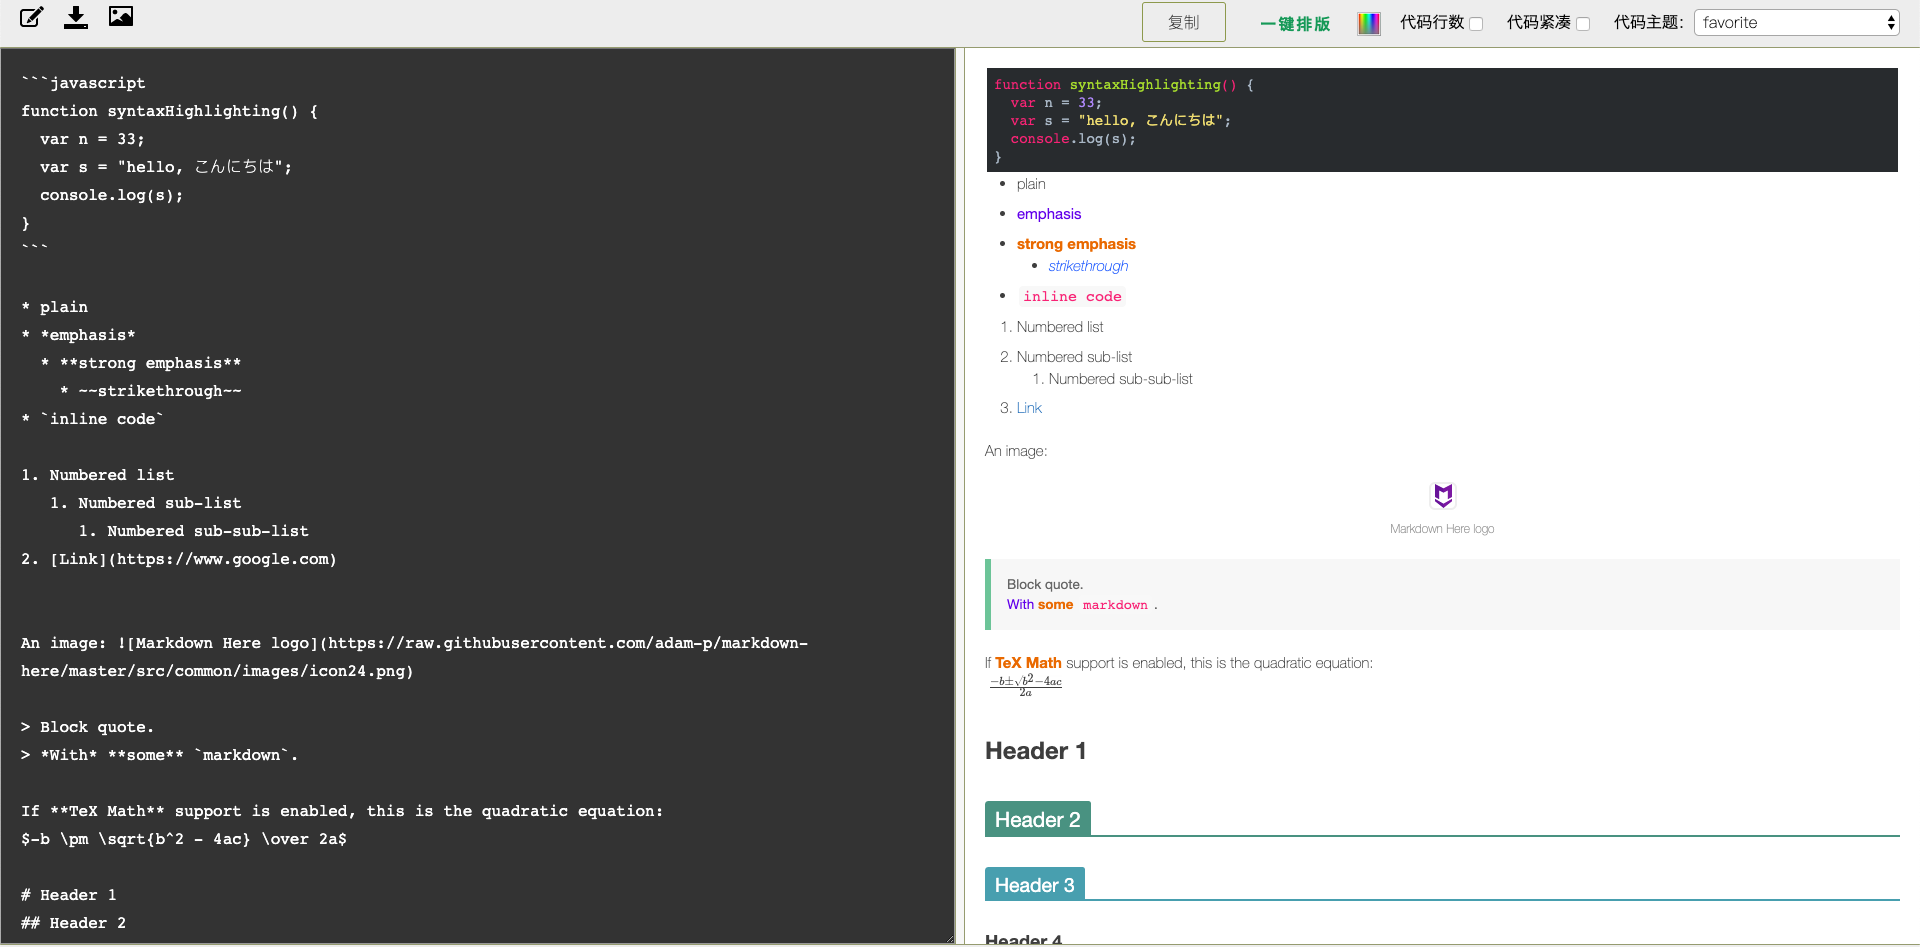 复制
一键排版
代码行数
代码紧凑
代码主题:
favorite
```javascript
function syntaxHighlighting() {
  var n = 33;
  var s = "hello, こんにちは";
  console.log(s);
}
```
* plain
* *emphasis*
  * **strong emphasis**
    * ~~strikethrough~~
* `inline code`
1. Numbered list
   1. Numbered sub-list
      1. Numbered sub-sub-list
2. [Link](https://www.google.com)
An image: ![Markdown Here logo](https://raw.githubusercontent.com/adam-p/markdown-
here/master/src/common/images/icon24.png)
> Block quote.
> *With* **some** `markdown`.
If **TeX Math** support is enabled, this is the quadratic equation:
$-b \pm \sqrt{b^2 - 4ac} \over 2a$
# Header 1
## Header 2
function syntaxHighlighting() {
  var n = 33;
  var s = "hello, こんにちは";
  console.log(s);
}
• plain
• emphasis
• strong emphasis
• strikethrough
• inline code
1. Numbered list
2. Numbered sub-list
1. Numbered sub-sub-list
3. Link
An image:
Markdown Here logo
Block quote.
With some markdown .
If TeX Math support is enabled, this is the quadratic equation:
−b±√b²−4ac
2a
Header 1
Header 2
Header 3
Header 4